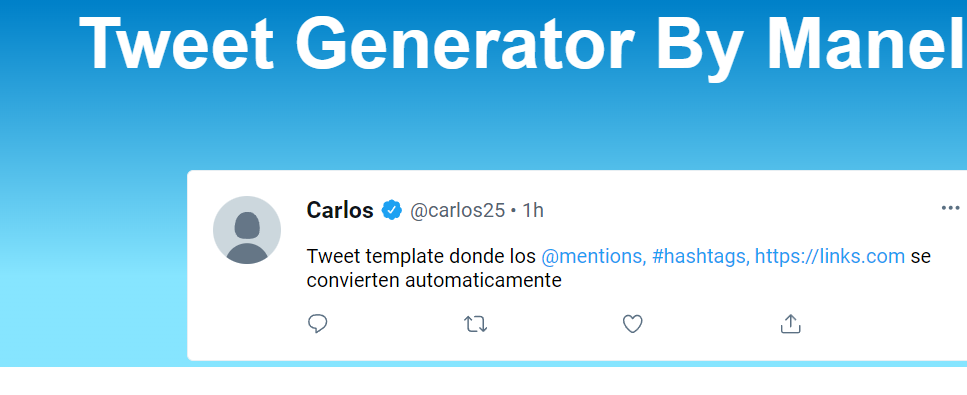 Tweet Generator By Manel
Carlos @carlos25 • 1h
Tweet template donde los @mentions, #hashtags, https://links.com se
convierten automaticamente